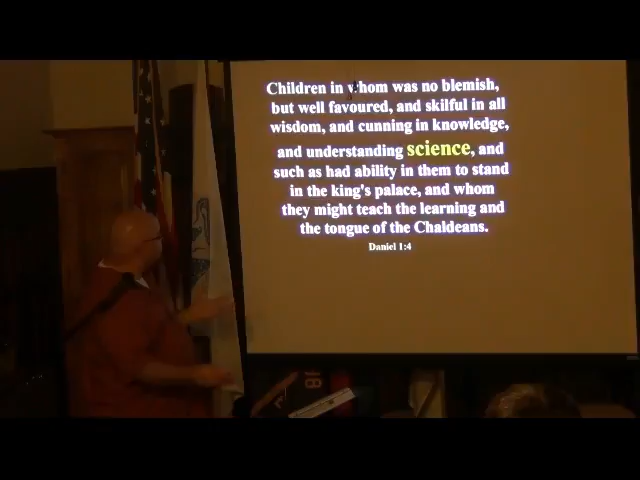 Children in whom was no blemish,
but well favoured, and skilful in all
wisdom, and cunning in knowledge,
and understanding science, and
such as had ability in them to stand
in the king's palace, and whom
they might teach the learning and
the tongue of the Chaldeans.
Daniel 1:4